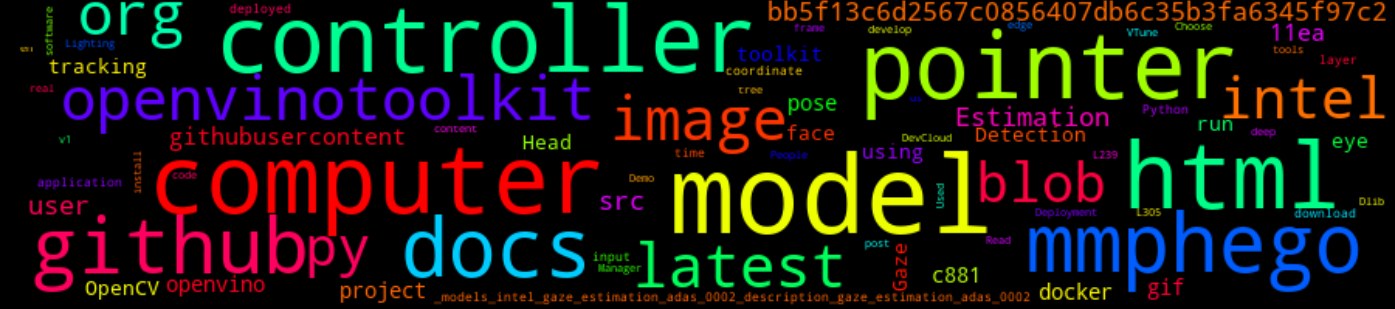 org
controller
deployed
software
Lighting
tracking
real
bb5f13c6d2567c0856407db6c35b3fa6345f97c2
frame
develop
edge
VTune
Choose
11ea
tools
layer
toolkit
coordinate
pointer
openvinotoolkit
tree
pose
image
face
intel
Estimation
Python
Detection
run
deep
eye
v1
githubusercontent
content
Head
time
People
DevCloud
using
L239
install
code
computer
application
user
Demo
src
model
Used
blob
html
Deployment
L305
download
Dlib
githubpy
docs
input
Manager
latest
post
Gaze
Read
mmphego
c881
OpenCV
openvino
project
_models_intel_gaze_estimation_adas_0002_description_gaze_estimation_adas_0002
docker
gif